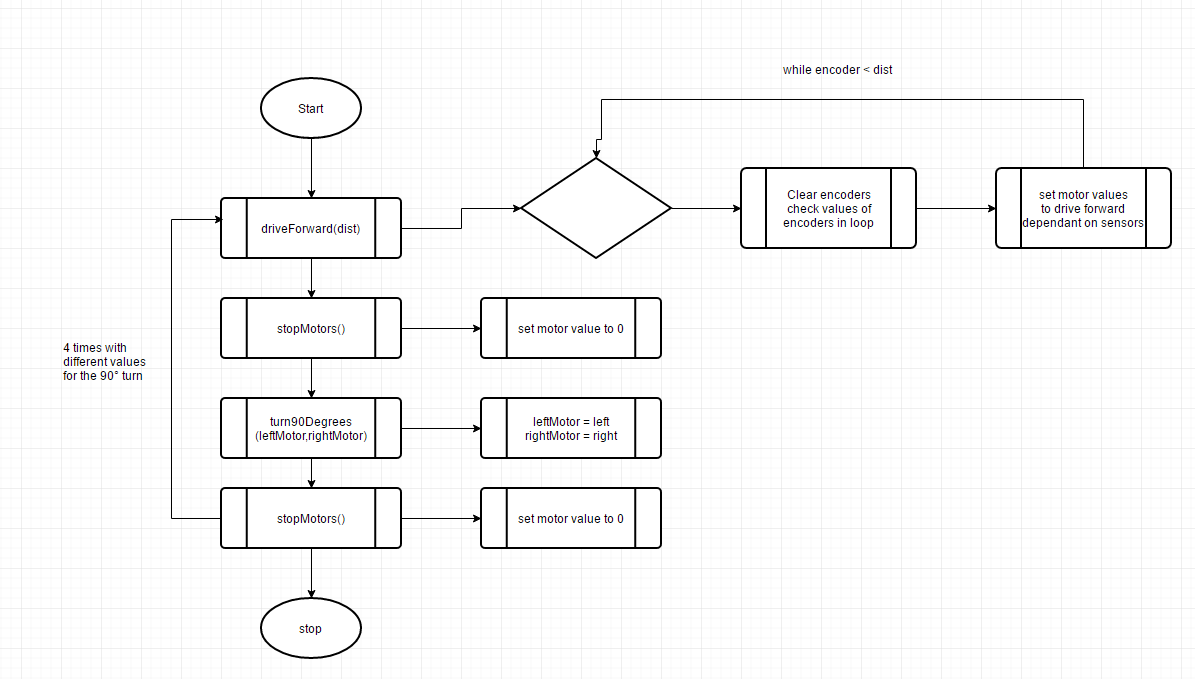 while encoder < dist
Start
driveForward(dist)
Clear encoders
check values of
encoders in loop
set motor values
to drive forward
dependant on sensors
stopMotors()
set motor value to 0
4 times with
different values
for the 90° turn
turn90Degrees
(leftMotor,rightMotor)
leftMotor = left
rightMotor = right
stopMotors()
set motor value to 0
stop